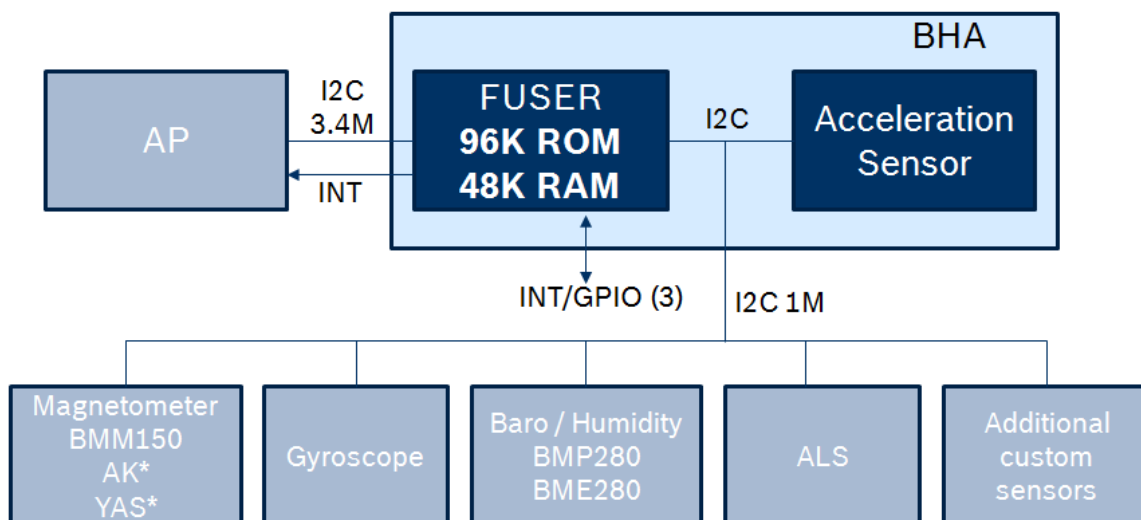 BHA
AP
I2C
3.4M
INT
FUSER
96K ROM
48K RAM
I2C
Acceleration
Sensor
INT/GPIO (3)
I2C 1M
Magnetometer
BMM150
AK*
YAS*
Gyroscope
Baro / Humidity
BMP280
BME280
ALS
Additional
custom
sensors